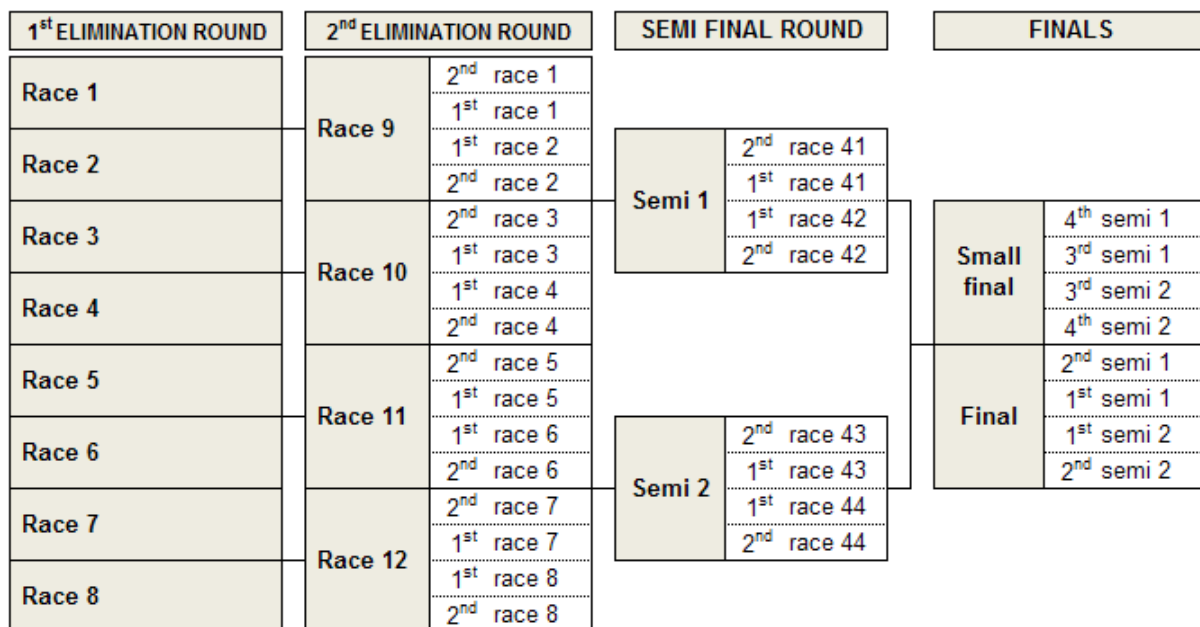 1st ELIMINATION ROUND
Race 1
Race 2
Race 3
Race 4
Race 5
Race 6
Race 7
Race 8
2nd ELIMINATION ROUND
Race 9
2nd race 1
1st race 1
1st race 2
2nd race 2
Race 10
2nd race 3
1st race 3
1st race 4
2nd race 4
Race 11
2nd race 5
1st race 5
1st race 6
2nd race 6
Race 12
2nd race 7
1st race 7
1st race 8
2nd race 8
SEMI FINAL ROUND
Semi 1
2nd race 41
1st race 41
1st race 42
2nd race 42
Semi 2
2nd race 43
1st race 43
1st race 44
2nd race 44
FINALS
Small
final
4th semi 1
3rd semi 1
3rd semi 2
4th semi 2
Final
2nd semi 1
1st semi 1
1st semi 2
2nd semi 2